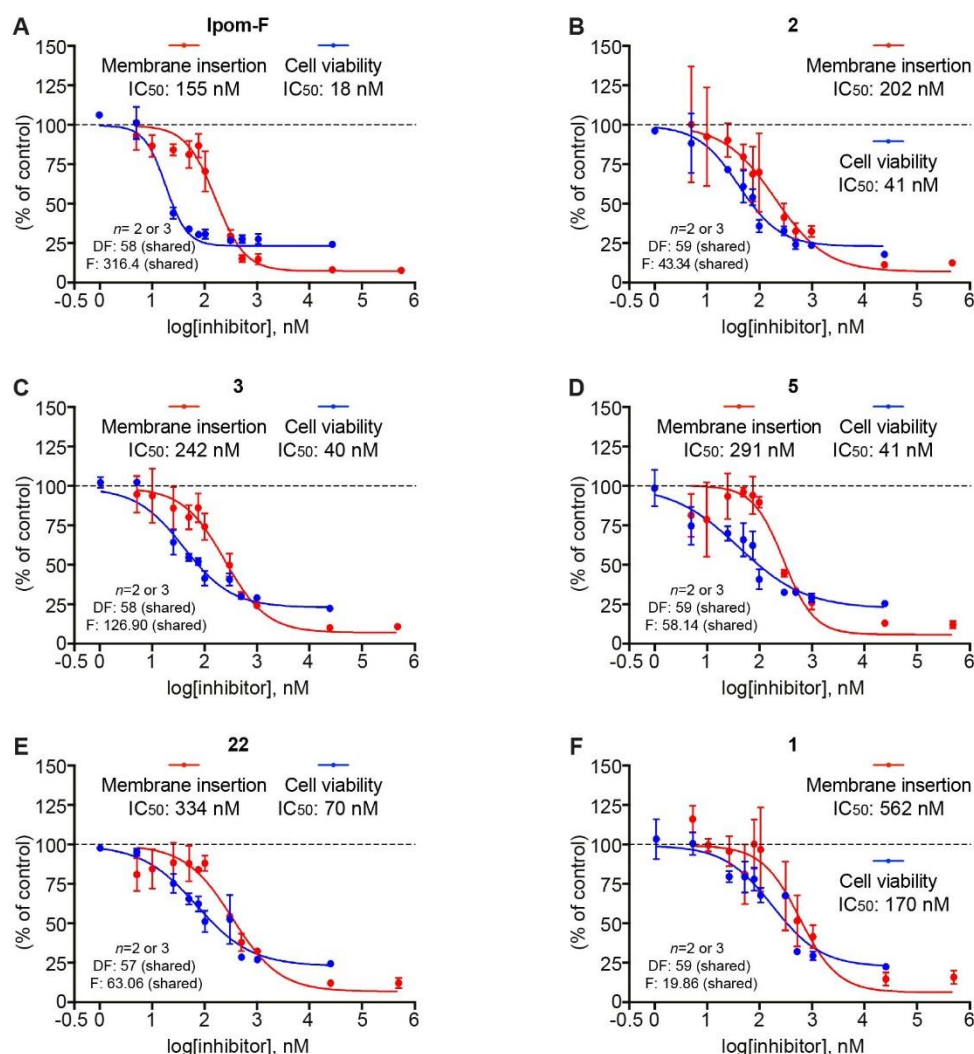 A
Ipom-F
Membrane insertion
IC50: 155 nM
Cell viability
IC50: 18 nM
150
125
100
75
50
25
0
(% of control)
n= 2 or 3
DF: 58 (shared)
F: 316.4 (shared)
-0.5 0 1 2 3 4 5 6
log[inhibitor], nM
B
2
Membrane insertion
IC50: 202 nM
Cell viability
IC50: 41 nM
150
125
100
75
50
25
0
(% of control)
n=2 or 3
DF: 59 (shared)
F: 43.34 (shared)
-0.5 0 1 2 3 4 5 6
log[inhibitor], nM
C
3
Membrane insertion
IC50: 242 nM
Cell viability
IC50: 40 nM
150
125
100
75
50
25
0
(% of control)
n=2 or 3
DF: 58 (shared)
F: 126.90 (shared)
-0.5 0 1 2 3 4 5 6
log[inhibitor], nM
D
5
Membrane insertion
IC50: 291 nM
Cell viability
IC50: 41 nM
150
125
100
75
50
25
0
(% of control)
n=2 or 3
DF: 59 (shared)
F: 58.14 (shared)
-0.5 0 1 2 3 4 5 6
log[inhibitor], nM
E
22
Membrane insertion
IC50: 334 nM
Cell viability
IC50: 70 nM
150
125
100
75
50
25
0
(% of control)
n=2 or 3
DF: 57 (shared)
F: 63.06 (shared)
-0.5 0 1 2 3 4 5 6
log[inhibitor], nM
F
1
Membrane insertion
IC50: 562 nM
Cell viability
IC50: 170 nM
150
125
100
75
50
25
0
(% of control)
n=2 or 3
DF: 59 (shared)
F: 19.86 (shared)
-0.5 0 1 2 3 4 5 6
log[inhibitor], nM